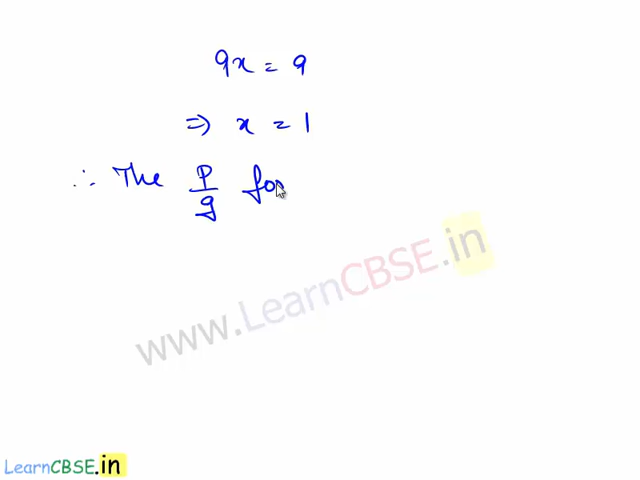 9x = 9
⇒ x = 1
∴ The p/q fo
www.LearnCBSE.in
LearnCBSE.in